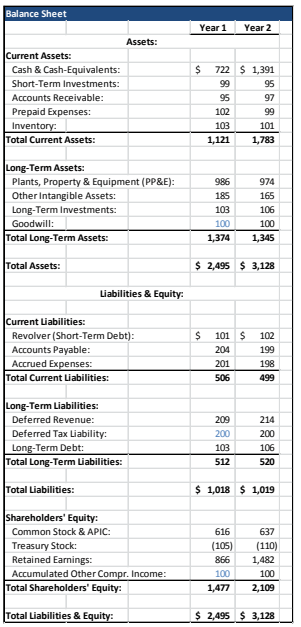 Balance Sheet
Year 1 Year 2
Assets:
Current Assets:
Cash & Cash-Equivalents: $ 722 $ 1,391
Short-Term Investments: 99 95
Accounts Receivable: 95 97
Prepaid Expenses: 102 99
Inventory: 103 101
Total Current Assets: 1,121 1,783
Long-Term Assets:
Plants, Property & Equipment (PP&E): 986 974
Other Intangible Assets: 185 165
Long-Term Investments: 103 106
Goodwill: 100 100
Total Long-Term Assets: 1,374 1,345
Total Assets: $ 2,495 $ 3,128
Liabilities & Equity:
Current Liabilities:
Revolver (Short-Term Debt): $ 101 $ 102
Accounts Payable: 204 199
Accrued Expenses: 201 198
Total Current Liabilities: 506 499
Long-Term Liabilities:
Deferred Revenue: 209 214
Deferred Tax Liability: 200 200
Long-Term Debt: 103 106
Total Long-Term Liabilities: 512 520
Total Liabilities: $ 1,018 $ 1,019
Shareholders' Equity:
Common Stock & APIC: 616 637
Treasury Stock: (105) (110)
Retained Earnings: 866 1,482
Accumulated Other Compr. Income: 100 100
Total Shareholders' Equity: 1,477 2,109
Total Liabilities & Equity: $ 2,495 $ 3,128